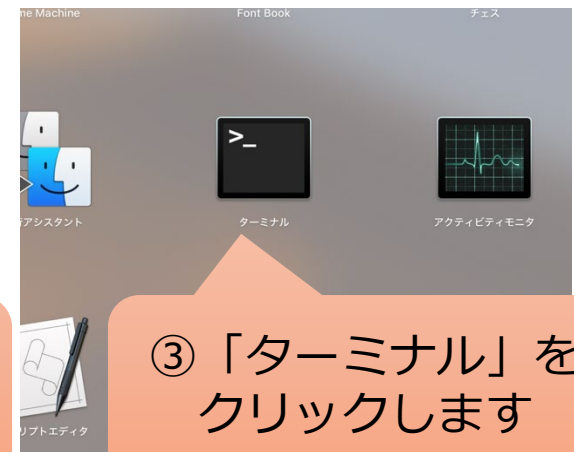 ne Machine
Font Book
チェス
>_
行アシスタント
ターミナル
アクティビティモニタ
③「ターミナル」を
クリックします
リプトエディタ